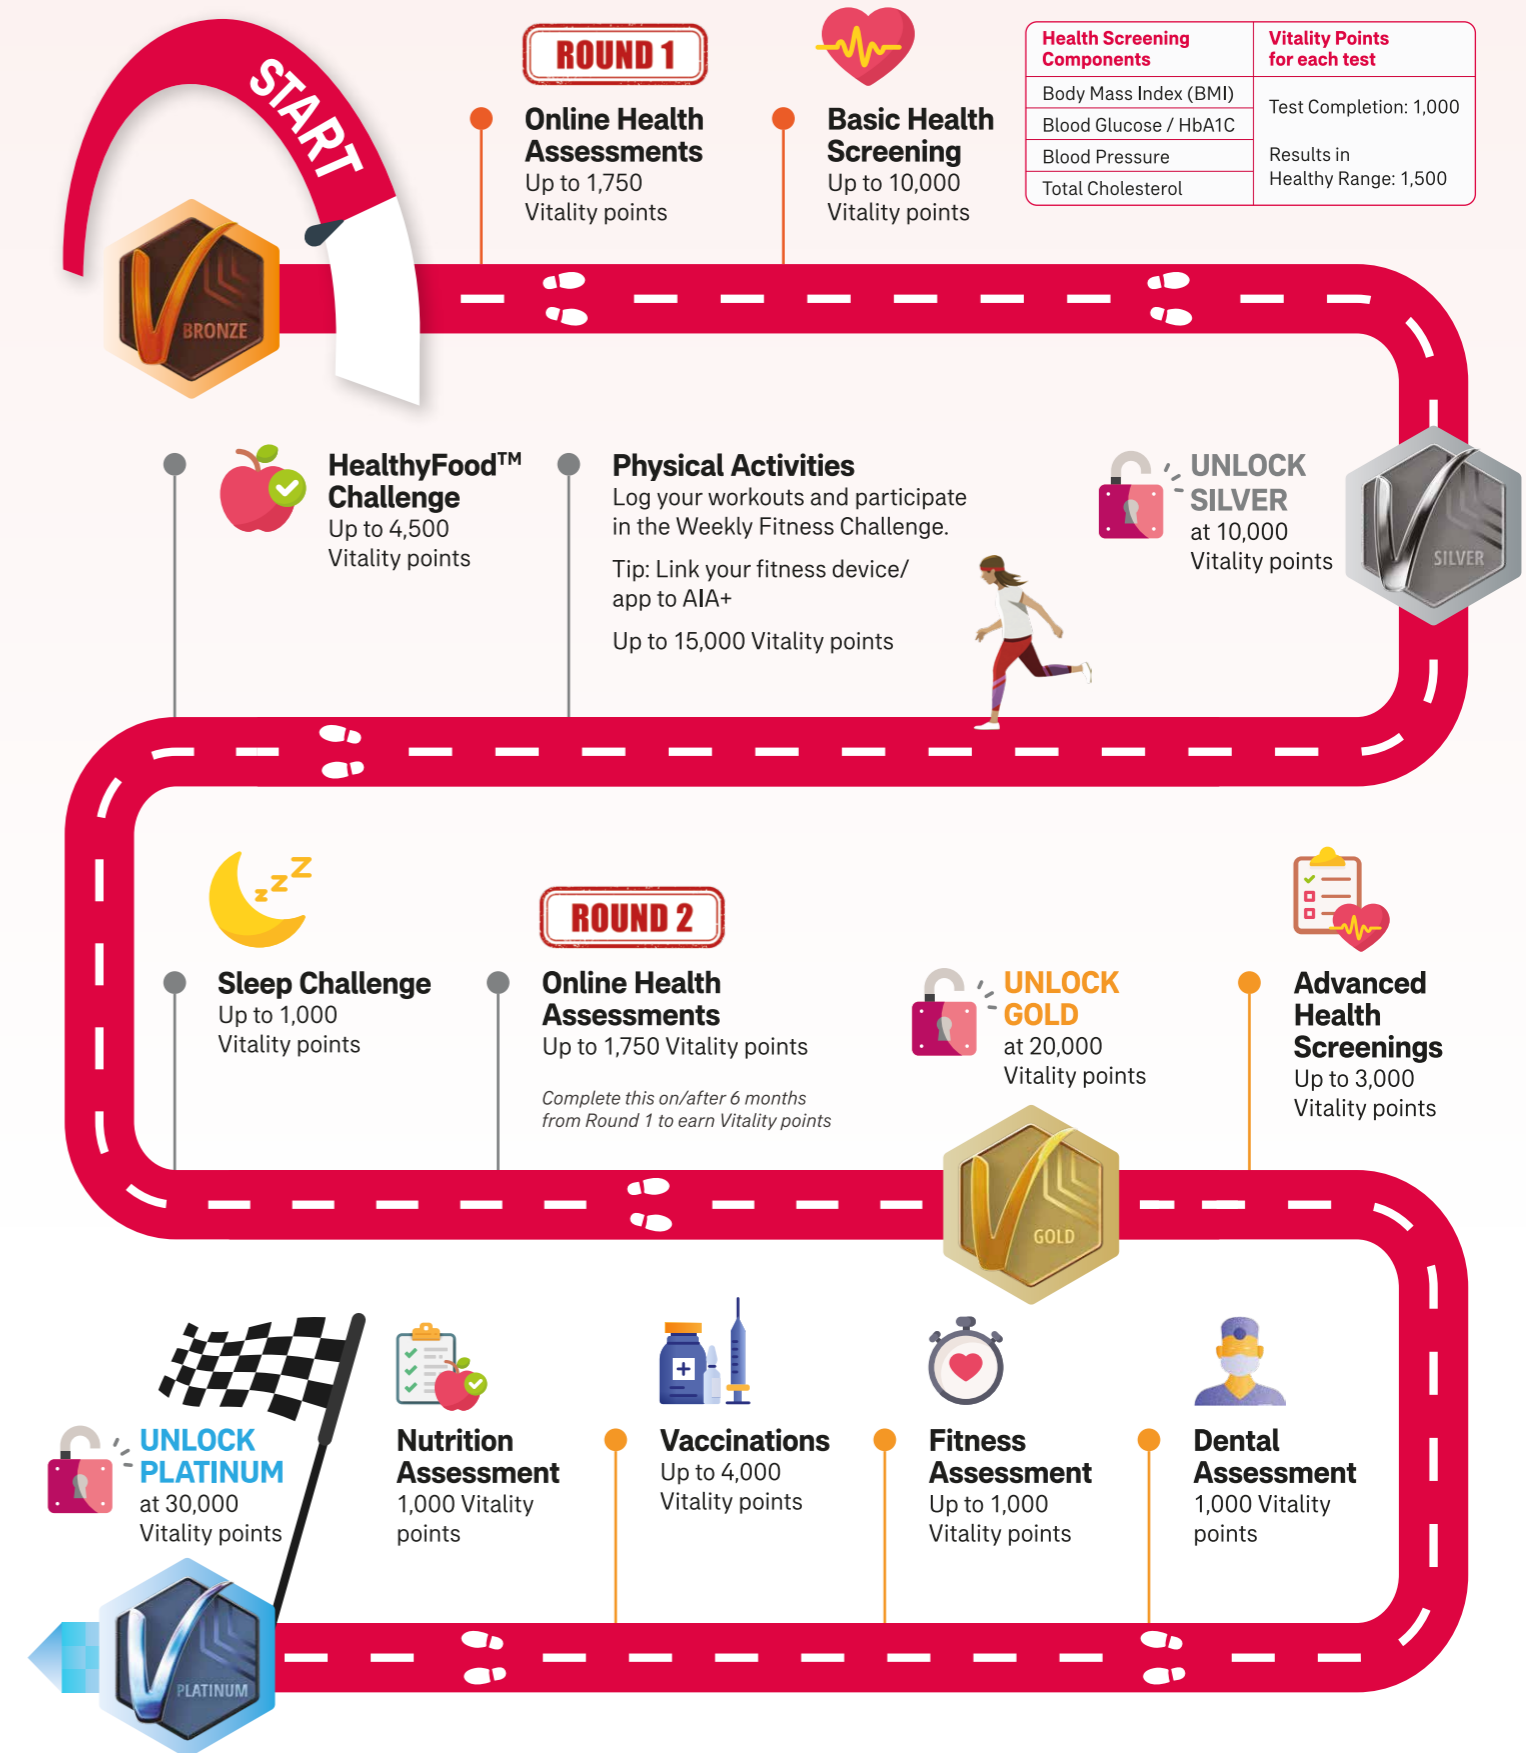 START
ROUND 1
Online Health
Assessments
Up to 1,750
Vitality points
Basic Health
Screening
Up to 10,000
Vitality points
Health Screening
Components
Vitality Points
for each test
Body Mass Index (BMI)
Blood Glucose / HbA1C
Blood Pressure
Total Cholesterol
Test Completion: 1,000
Results in
Healthy Range: 1,500
BRONZE
HealthyFood™
Challenge
Up to 4,500
Vitality points
Physical Activities
Log your workouts and participate
in the Weekly Fitness Challenge.
Tip: Link your fitness device/
app to AIA+
Up to 15,000 Vitality points
UNLOCK
SILVER
at 10,000
Vitality points
SILVER
zzZ
Sleep Challenge
Up to 1,000
Vitality points
ROUND 2
Online Health
Assessments
Up to 1,750 Vitality points
Complete this on/after 6 months
from Round 1 to earn Vitality points
UNLOCK
GOLD
at 20,000
Vitality points
GOLD
Advanced
Health
Screenings
Up to 3,000
Vitality points
UNLOCK
PLATINUM
at 30,000
Vitality points
PLATINUM
Nutrition
Assessment
1,000 Vitality
points
Vaccinations
Up to 4,000
Vitality points
Fitness
Assessment
Up to 1,000
Vitality points
Dental
Assessment
1,000 Vitality
points